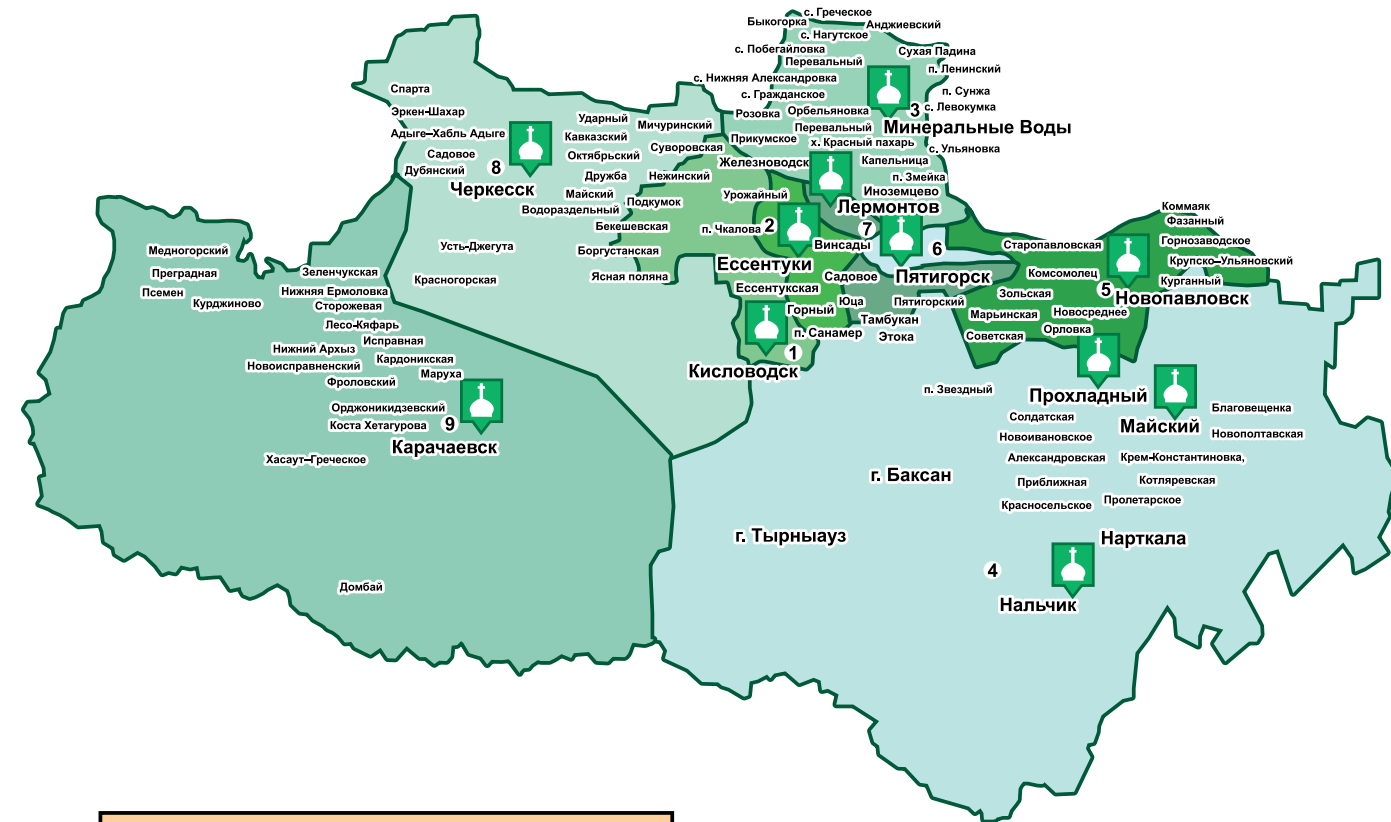 с. Греческое
Быкогорка
Анджиевский
с. Нагутское
с. Побегайловка
Сухая Падина
Перевальный
п. Ленинский
с. Нижняя Александровка
п. Сунжа
с. Гражданское
3
с. Левокумка
Розовка
Орбельяновка
Минеральные Воды
Перевальный
Прикумское
х. Красный пахарь
с. Ульяновка
Железноводск
Капельница
п. Змейка
Иноземцево
Лермонтов
Спарта
Эркен–Шахар
Ударный
Мичуринский
Адыге–Хабль Адыге
Кавказский
Суворовская
Садовое
8
Октябрьский
Дубянский
Дружба
Нежинский
Черкесск
Майский
Урожайный
Подкумок
Водораздельный
Бекешевская
п. Чкалова
2
7
6
Винсады
Усть–Джегута
Боргустанская
Ессентуки
Пятигорск
Красногорская
Ясная поляна
Садовое
Ессентукская
Юца
Пятигорский
Горный
Тамбукан
п. Санамер
Этока
1
Кисловодск
Коммаяк
Фазанный
Старопавловская
Горнозаводское
Крупско–Ульяновский
Комсомолец
Курганный
5
Зольская
Новопавловск
Марьинская
Новосреднее
Орловка
Советская
Медногорский
Преградная
Зеленчукская
Псемен
Нижняя Ермоловка
Курджиново
Сторожевая
Лесо–Кяфарь
Исправная
Нижний Архыз
Кардоникская
Новоисправненский
Маруха
Фроловский
Орджоникидзевский
Коста Хетагурова
9
Карачаевск
Хасаут–Греческое
Домбай
п. Звездный
Прохладный
Солдатская
Майский
Благовещенка
Новоивановское
Новополтавская
Александровская
Крем–Константиновка,
г. Баксан
Приближная
Котляревская
Красносельское
Пролетарское
г. Тырныауз
Нарткала
4
Нальчик